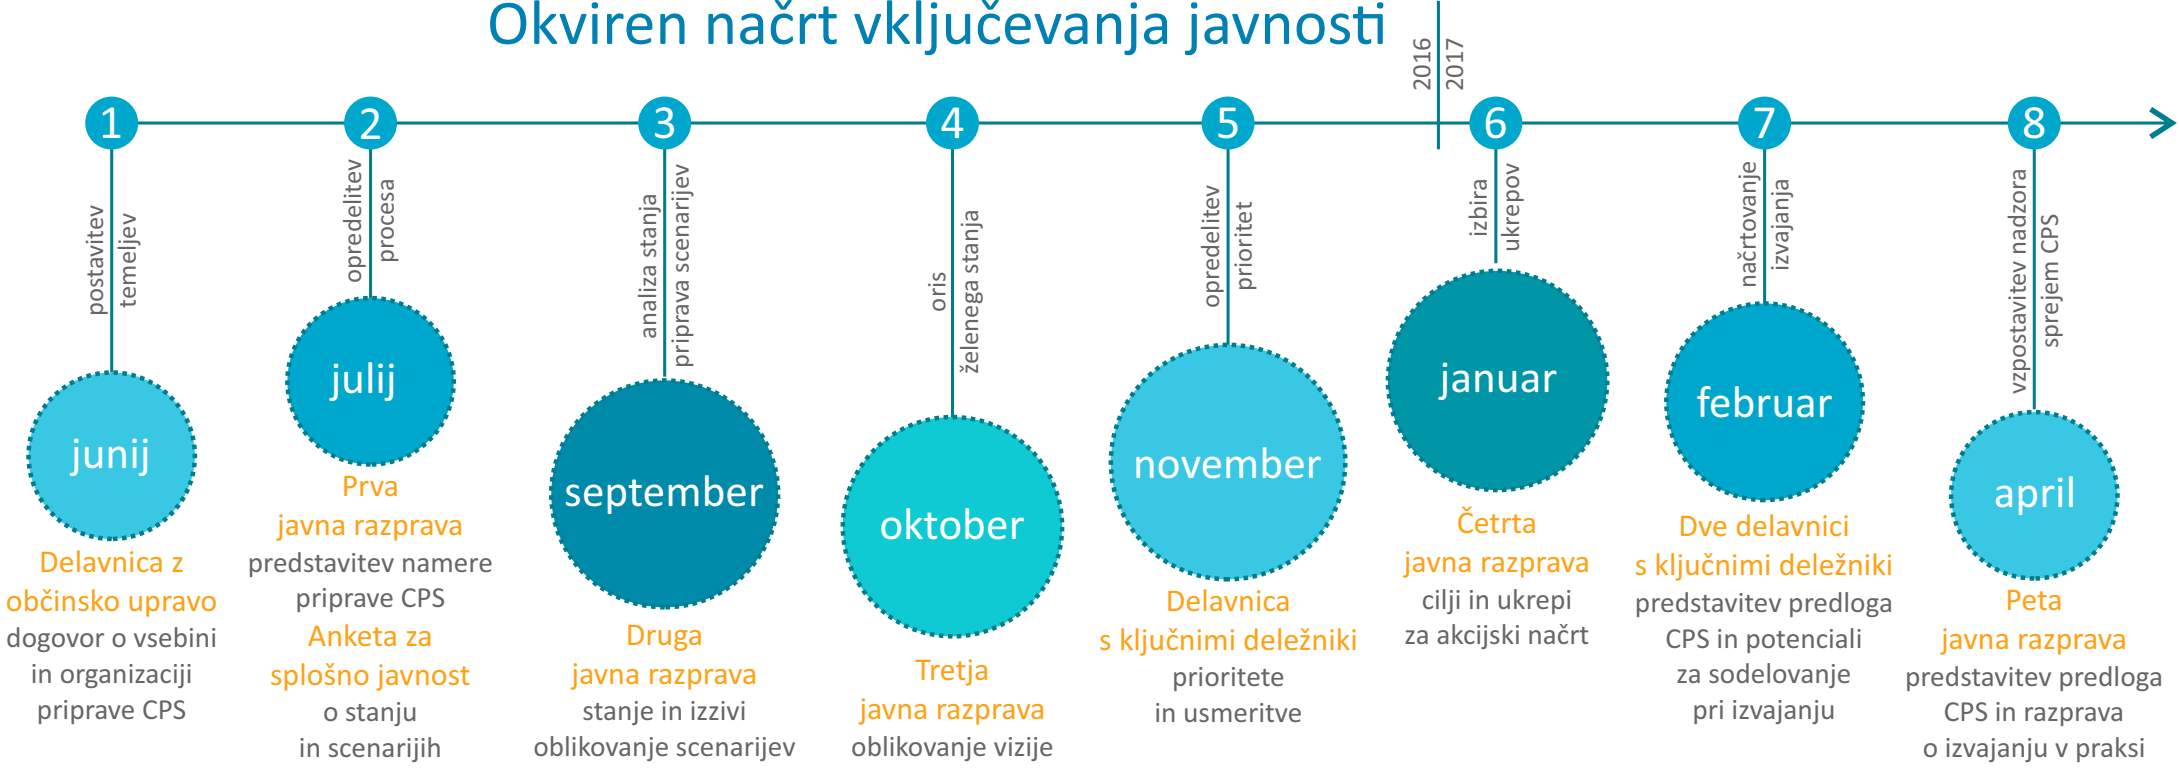 Okviren načrt vključevanja javnosti
2016
2017
1
postavitev
temeljev
junij
Delavnica z
občinsko upravo
dogovor o vsebini
in organizaciji
priprave CPS
2
opredelitev
procesa
julij
Prva
javna razprava
predstavitev namere
priprave CPS
Anketa za
splošno javnost
o stanju
in scenarijih
3
analiza stanja
priprava scenarijev
september
Druga
javna razprava
stanje in izzivi
oblikovanje scenarijev
4
oris
želenega stanja
oktober
Tretja
javna razprava
oblikovanje vizije
5
opredelitev
prioritet
november
Delavnica
s ključnimi deležniki
prioritete
in usmeritve
6
izbira
ukrepov
januar
Četrta
javna razprava
cilji in ukrepi
za akcijski načrt
7
načrtovanje
izvajanja
februar
Dve delavnici
s ključnimi deležniki
predstavitev predloga
CPS in potenciali
za sodelovanje
pri izvajanju
8
vzpostavitev nadzora
sprejem CPS
april
Peta
javna razprava
predstavitev predloga
CPS in razprava
o izvajanju v praksi